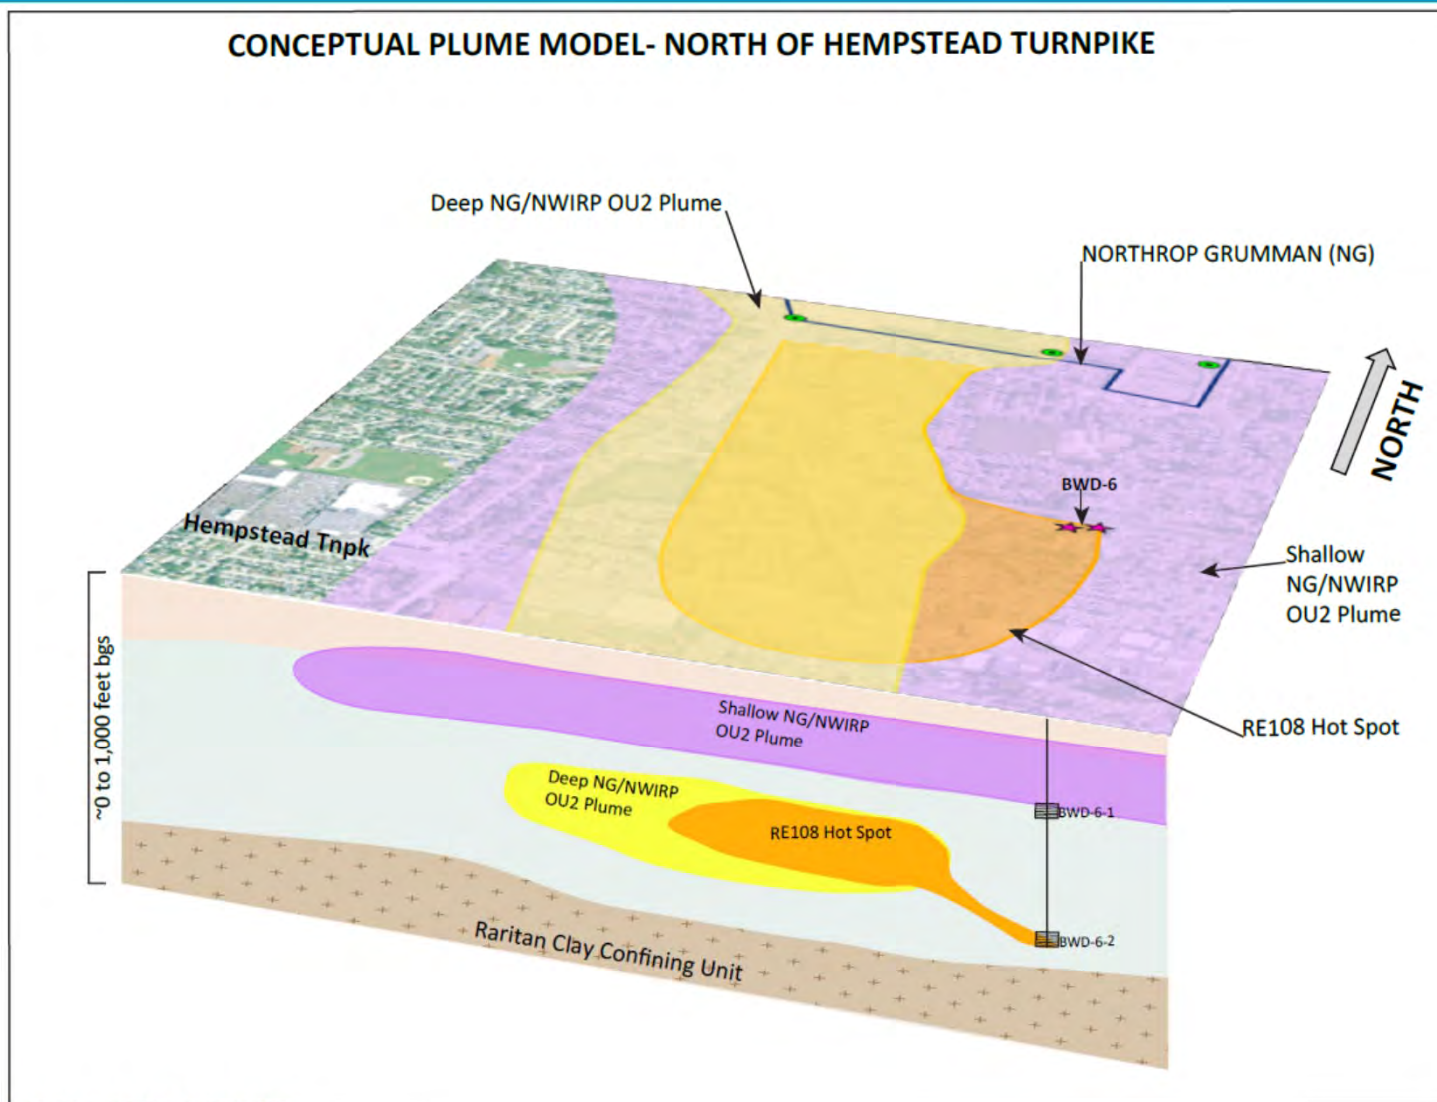 CONCEPTUAL PLUME MODEL- NORTH OF HEMPSTEAD TURNPIKE
Deep NG/NWIRP OU2 Plume
NORTHROP GRUMMAN (NG)
NORTH
BWD-6
Hempstead Tnpk
Shallow
NG/NWIRP
OU2 Plume
~0 to 1,000 feet bgs
Shallow NG/NWIRP
OU2 Plume
RE108 Hot Spot
Deep NG/NWIRP
OU2 Plume
RE108 Hot Spot
BWD-6-1
BWD-6-2
Raritan Clay Confining Unit